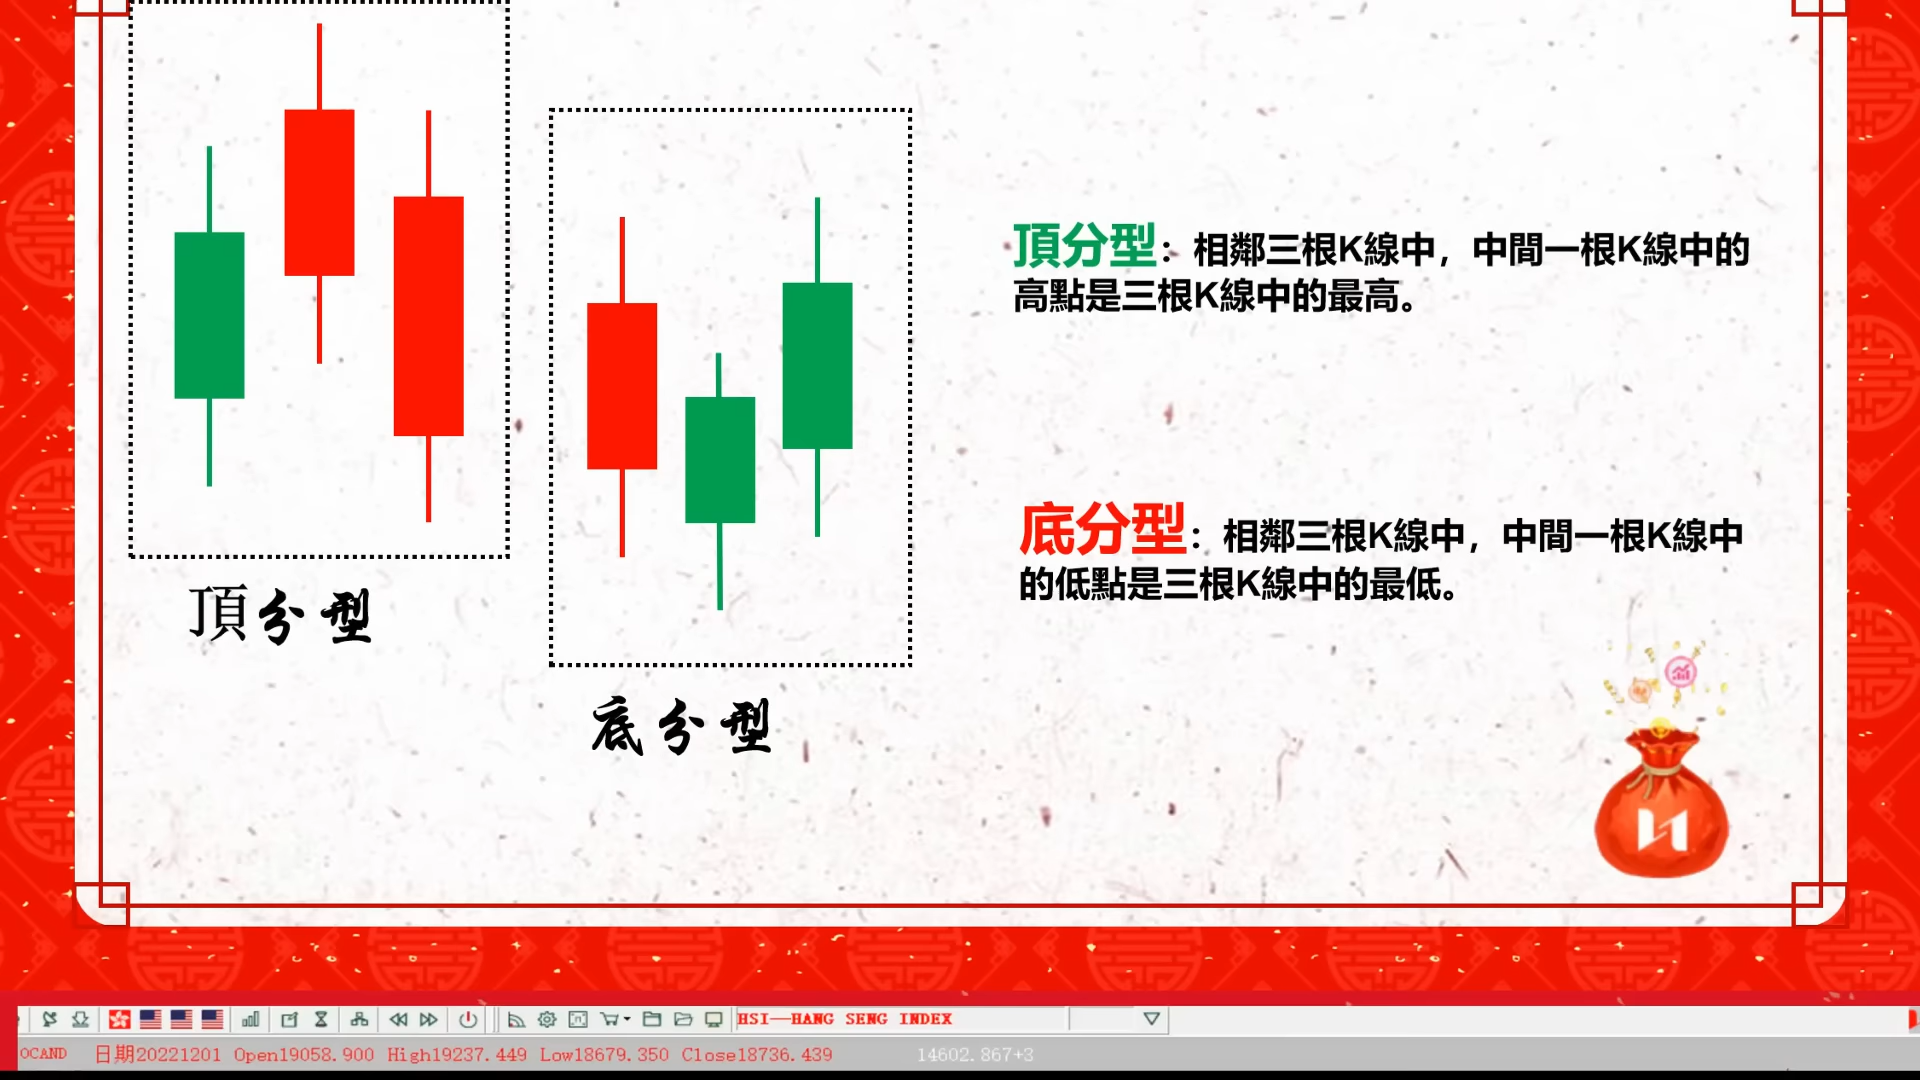 頂分型：相鄰三根K線中，中間一根K線中的
高點是三根K線中的最高。
底分型：相鄰三根K線中，中間一根K線中
的低點是三根K線中的最低。
頂分型
底分型
HSI—HANG SENG INDEX
OCAND 日期20221201 Open19058.900 High19237.449 Low18679.350 Close18736.439 14602.867+3